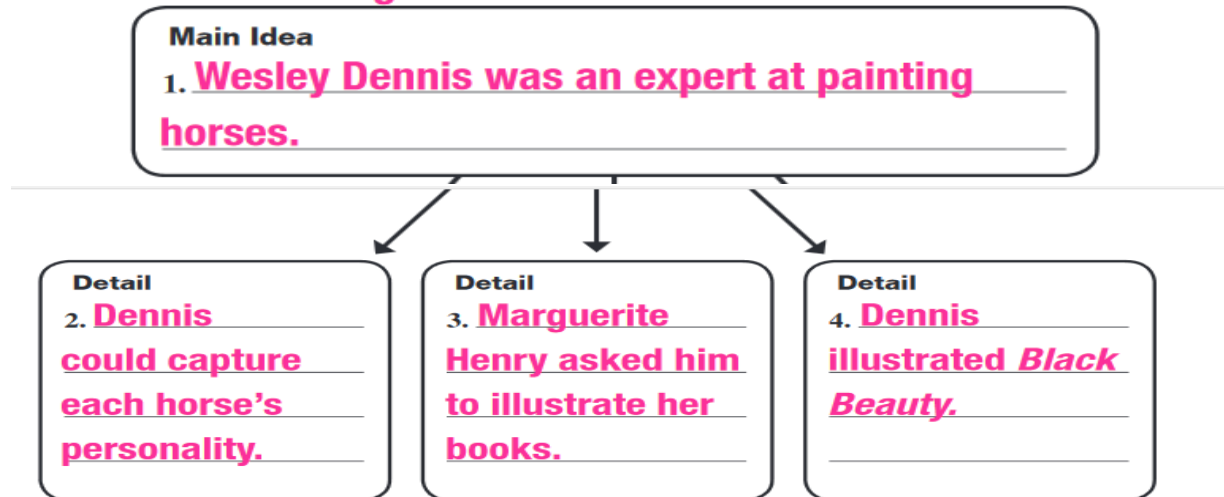 Main Idea
1. Wesley Dennis was an expert at painting
horses.
Detail
2. Dennis
could capture
each horse’s
personality.
Detail
3. Marguerite
Henry asked him
to illustrate her
books.
Detail
4. Dennis
illustrated Black
Beauty.